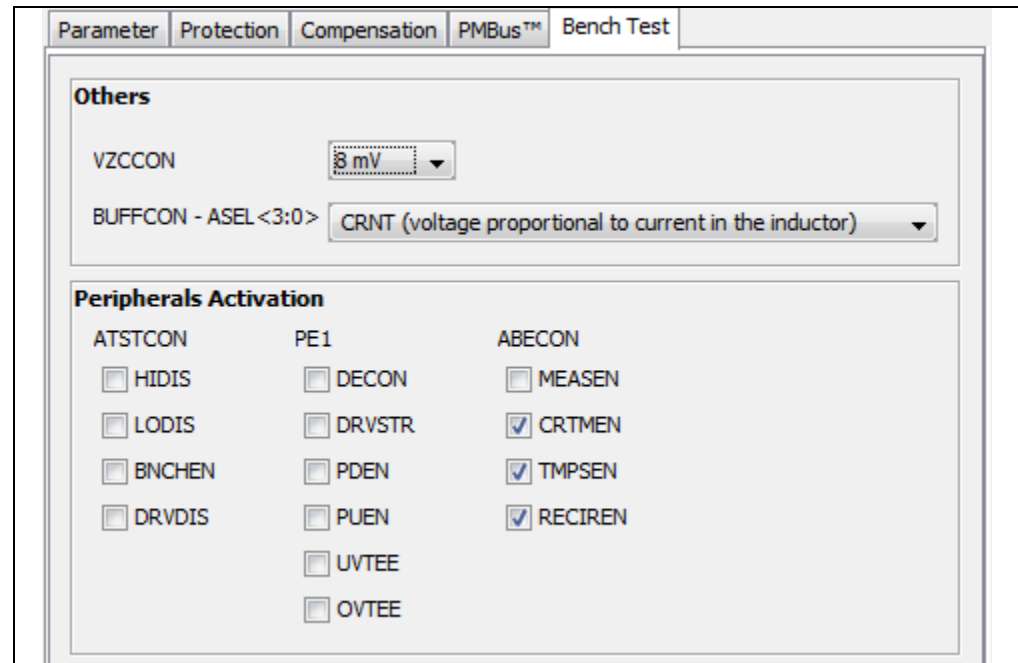 Parameter Protection Compensation PMBus™ Bench Test
Others
VZCCON 8 mV
BUFFCON - ASEL<3:0> CRNT (voltage proportional to current in the inductor)
Peripherals Activation
ATSTCON PE1 ABECON
HIDIS DECON MEASEN
LODIS DRVSTR CRTMEN
BNCHEN PDEN TMPSEN
DRVDIS PUEN RECIREN
UVTEE
OVTEE